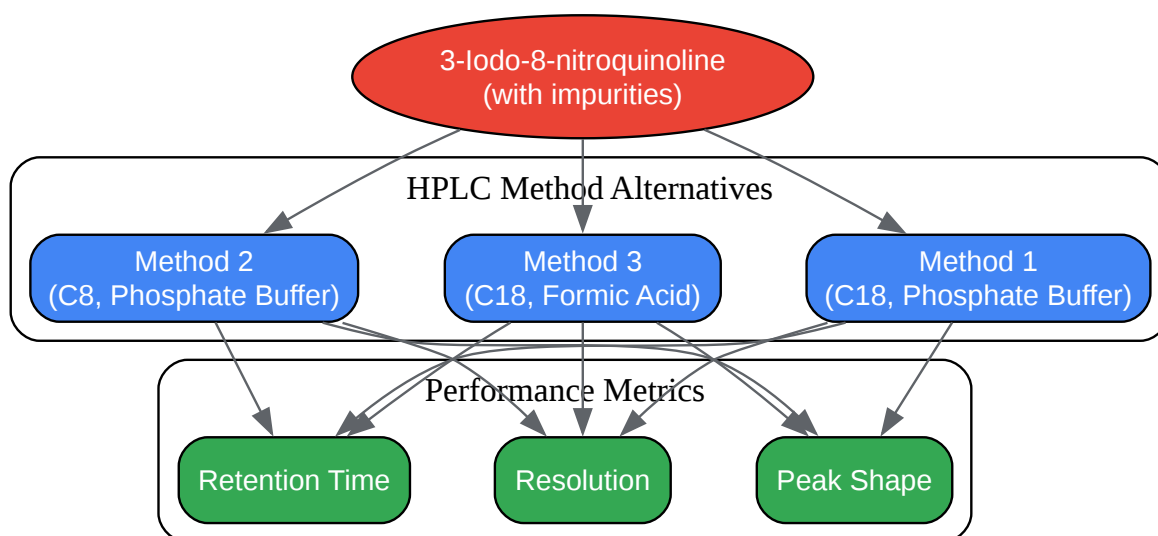 3-Iodo-8-nitroquinoline
(with impurities)
HPLC Method Alternatives
Method 2
(C8, Phosphate Buffer)
Method 3
(C18, Formic Acid)
Method 1
(C18, Phosphate Buffer)
Performance Metrics
Retention Time
Resolution
Peak Shape